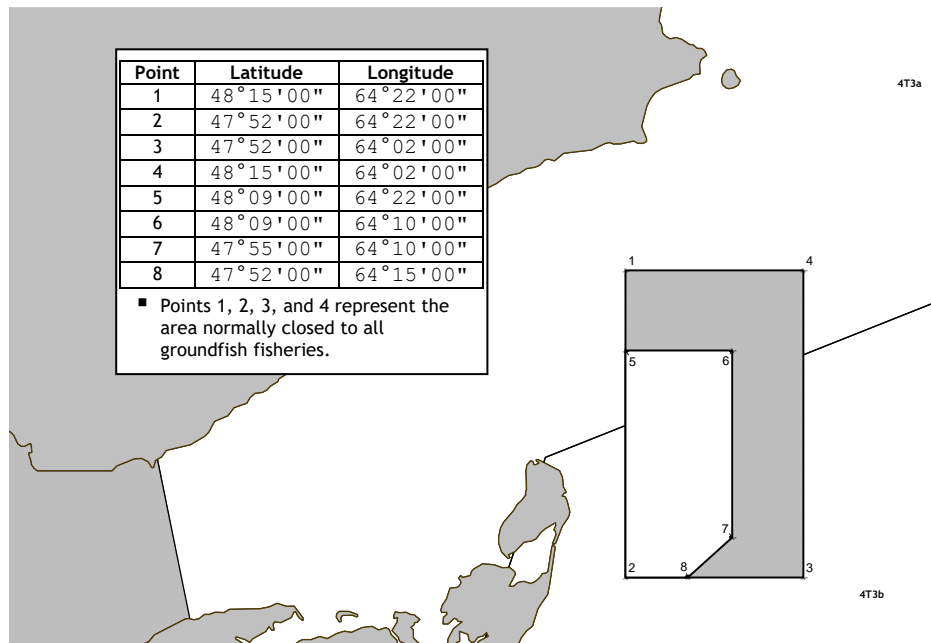 4T3a
Point Latitude Longitude
1 48°15'00" 64°22'00"
2 47°52'00" 64°22'00"
3 47°52'00" 64°02'00"
4 48°15'00" 64°02'00"
5 48°09'00" 64°22'00"
6 48°09'00" 64°10'00"
7 47°55'00" 64°10'00"
8 47°52'00" 64°15'00"
■ Points 1, 2, 3, and 4 represent the
area normally closed to all
groundfish fisheries.
1 4
5 6
7
2 8 3
4T3b